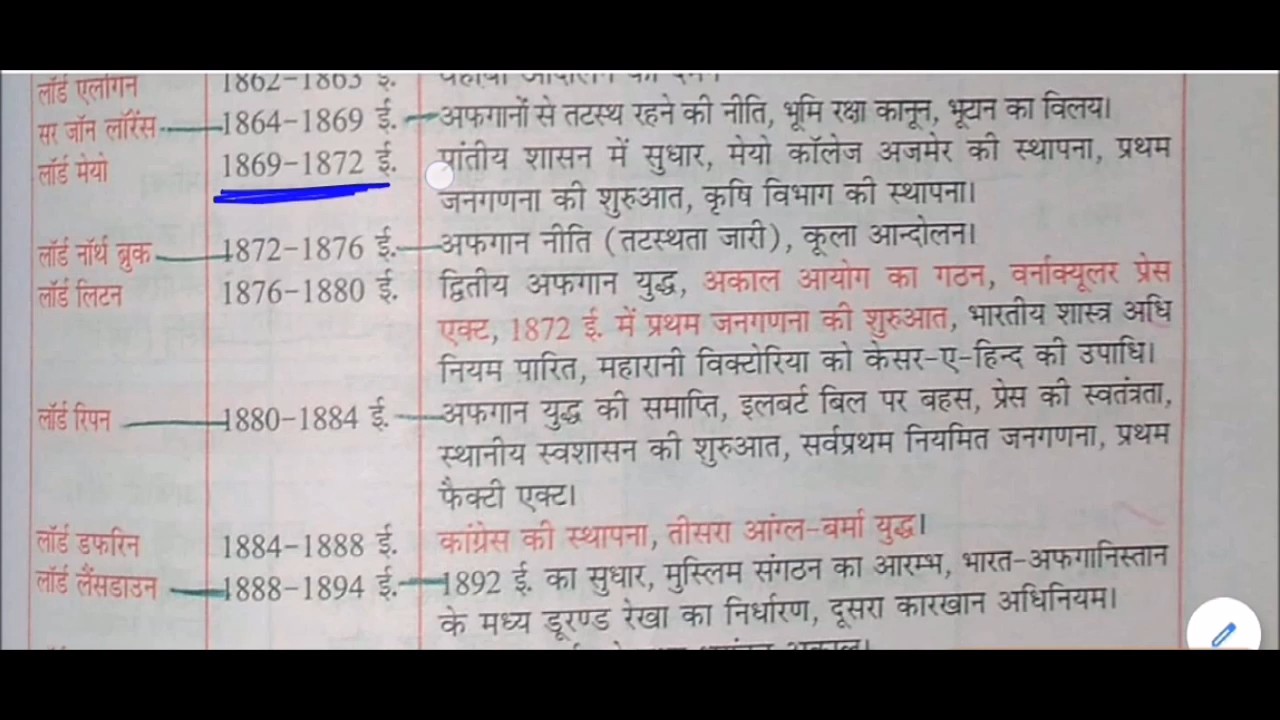 लॉर्ड एलगिन 1862–1863 ई.
सर जॉन लॉरेंस 1864–1869 ई. अफगानों से तटस्थ रहने की नीति, भूमि रक्षा कानून, भूटान का विलय।
लॉर्ड मेयो 1869–1872 ई. प्रांतीय शासन में सुधार, मेयो कॉलेज अजमेर की स्थापना, प्रथम
जनगणना की शुरुआत, कृषि विभाग की स्थापना।
लॉर्ड नॉर्थ ब्रुक 1872–1876 ई. अफगान नीति (तटस्थता जारी), कूला आन्दोलन।
लॉर्ड लिटन 1876–1880 ई. द्वितीय अफगान युद्ध, अकाल आयोग का गठन, वर्नाक्यूलर प्रेस
एक्ट, 1872 ई. में प्रथम जनगणना की शुरुआत, भारतीय शास्त्र अधि
नियम पारित, महारानी विक्टोरिया को केसर-ए-हिन्द की उपाधि।
लॉर्ड रिपन 1880–1884 ई. अफगान युद्ध की समाप्ति, इलबर्ट बिल पर बहस, प्रेस की स्वतंत्रता,
स्थानीय स्वशासन की शुरुआत, सर्वप्रथम नियमित जनगणना, प्रथम
फैक्टी एक्ट।
लॉर्ड डफरिन 1884–1888 ई. कांग्रेस की स्थापना, तीसरा आंग्ल-बर्मा युद्ध।
लॉर्ड लैंसडाउन 1888–1894 ई. 1892 ई. का सुधार, मुस्लिम संगठन का आरम्भ, भारत-अफगानिस्तान
के मध्य डूरण्ड रेखा का निर्धारण, दूसरा कारखान अधिनियम।